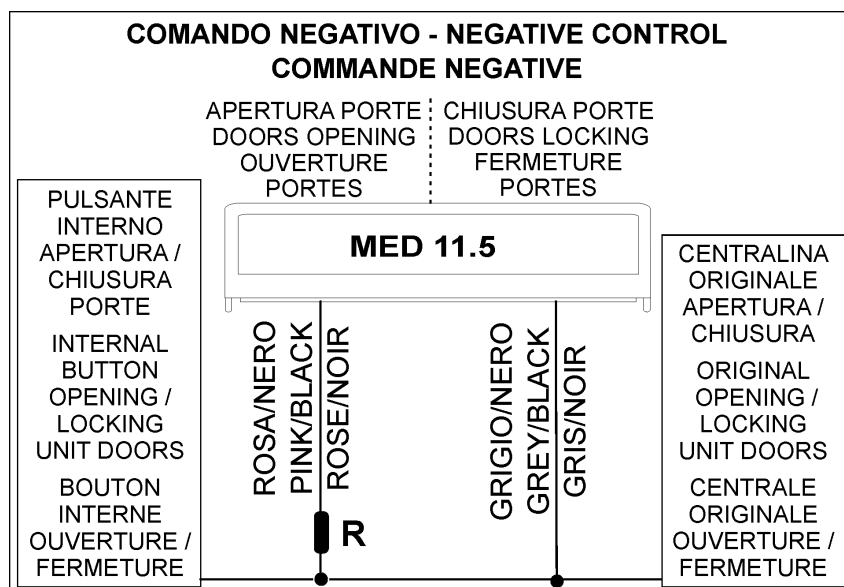 COMANDO NEGATIVO - NEGATIVE CONTROL
COMMANDE NEGATIVE
APERTURA PORTE
DOORS OPENING
OUVERTURE
PORTES
CHIUSURA PORTE
DOORS LOCKING
FERMETURE
PORTES
PULSANTE
INTERNO
APERTURA /
CHIUSURA
PORTE
INTERNAL
BUTTON
OPENING /
LOCKING
UNIT DOORS
BOUTON
INTERNE
OUVERTURE /
FERMETURE
MED 11.5
ROSA/NERO
PINK/BLACK
ROSE/NOIR
R
GRIGIO/NERO
GREY/BLACK
GRIS/NOIR
CENTRALINA
ORIGINALE
APERTURA /
CHIUSURA
ORIGINAL
OPENING /
LOCKING
UNIT DOORS
CENTRALE
ORIGINALE
OUVERTURE /
FERMETURE